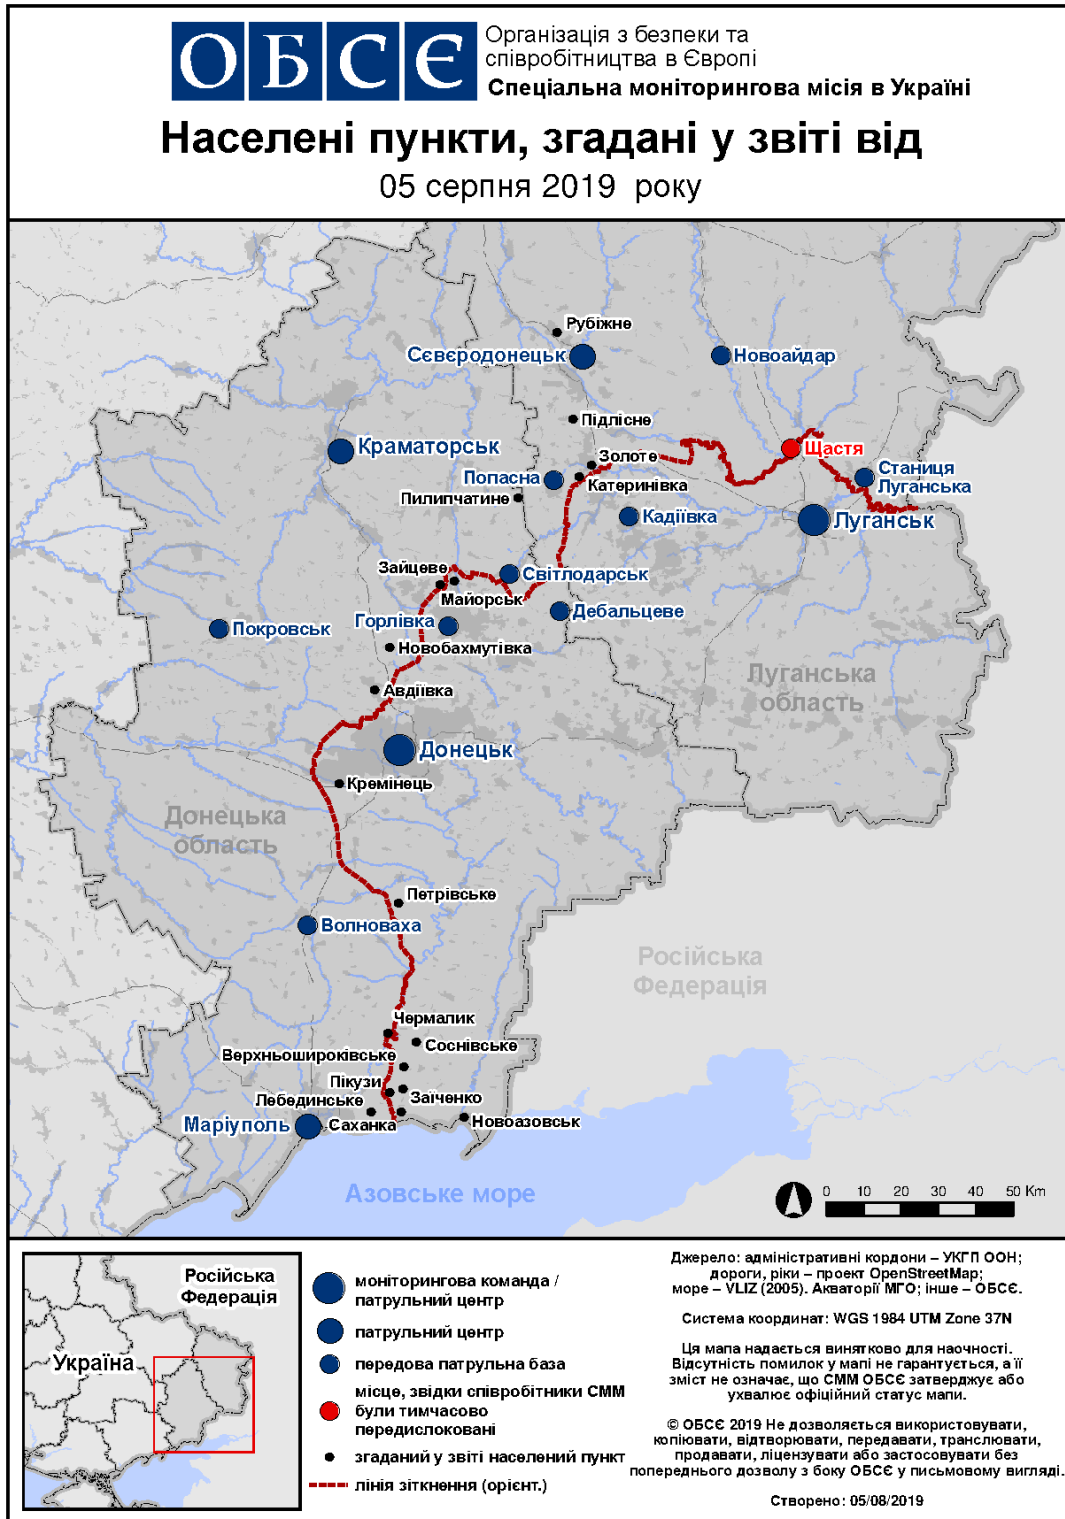 ОБСЄ
Організація з безпеки та
співробітництва в Європі
Спеціальна моніторингова місія в Україні
Населені пункти, згадані у звіті від
05 серпня 2019 року
Рубіжне
Сєвєродонецьк
Новоайдар
Підлісне
Краматорськ
Щастя
Золоте
Попасна
Катеринівка
Станиця
Луганська
Пилипчатине
Кадіївка
Луганськ
Зайцеве
Світлодарськ
Майорськ
Дебальцеве
Горлівка
Покровськ
Новобахмутівка
Луганська
область
Авдіївка
Донецьк
Кремінець
Донецька
область
Петрівське
Волноваха
Російська
Федерація
Чермалик
Соснівське
Верхньошироківське
Пікузи
Заіченко
Лебединське
Маріуполь
Саханка
Новоазовськ
Азовське море
0 10 20 30 40 50 Km
Російська
Федерація
Україна
моніторингова команда /
патрульний центр
патрульний центр
передова патрульна база
місце, звідки співробітники СММ
були тимчасово
передислоковані
згаданий у звіті населений пункт
лінія зіткнення (орієнт.)
Джерело: адміністративні кордони – УКГП ООН;
дороги, ріки – проект OpenStreetMap;
море – VLIZ (2005). Акваторії МГО; інше – ОБСЄ.
Система координат: WGS 1984 UTM Zone 37N
Ця мапа надається винятково для наочності.
Відсутність помилок у мапі не гарантується, а її
зміст не означає, що СММ ОБСЄ затверджує або
ухвалює офіційний статус мапи.
© ОБСЄ 2019 Не дозволяється використовувати,
копіювати, відтворювати, передавати, транслювати,
продавати, ліцензувати або застосовувати без
попереднього дозволу з боку ОБСЄ у письмовому вигляді.
Створено: 05/08/2019